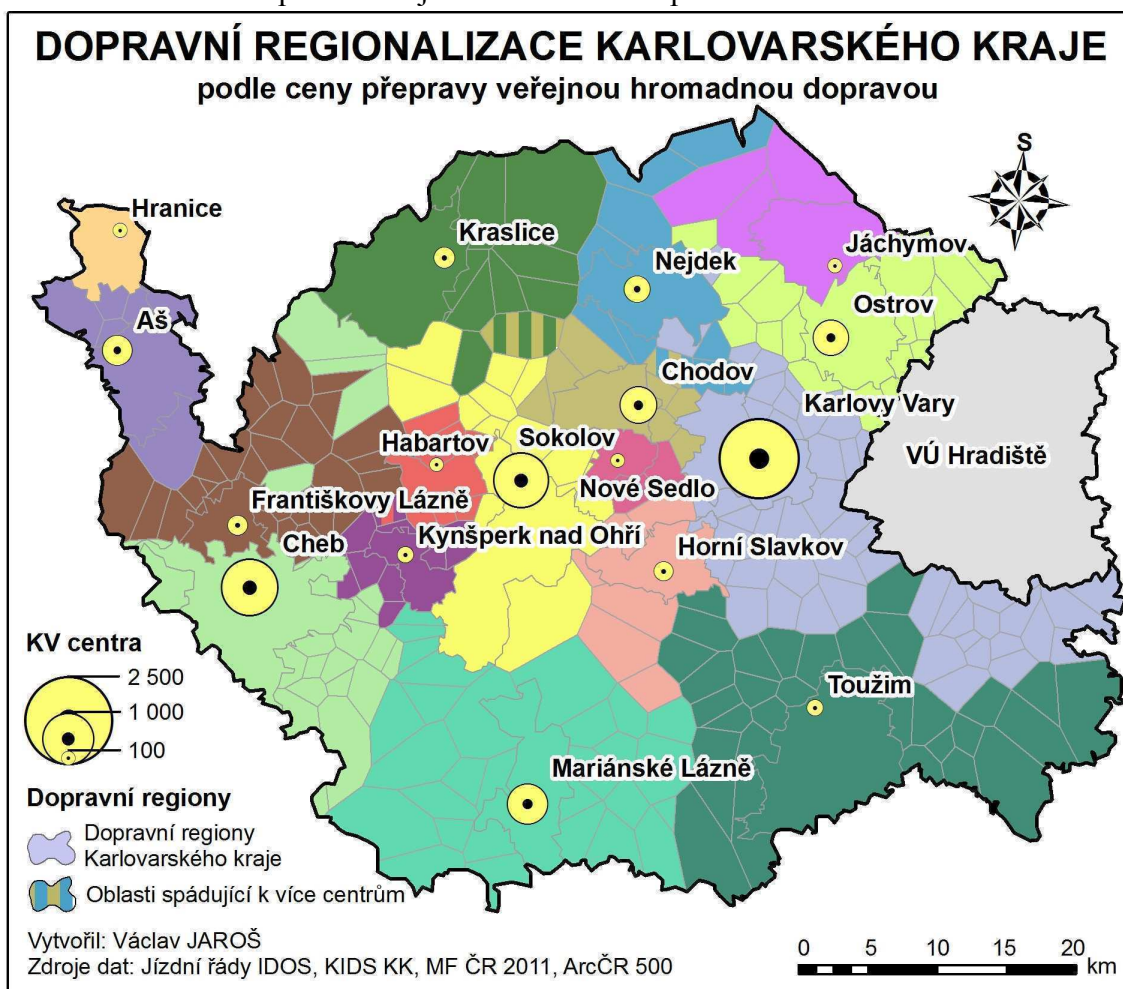 DOPRAVNÍ REGIONALIZACE KARLOVARSKÉHO KRAJE
podle ceny přepravy veřejnou hromadnou dopravou
S
Hranice
Kraslice
Jáchymov
Nejdek
Ostrov
Aš
Chodov
Karlovy Vary
Habartov
Sokolov
VÚ Hradiště
Nové Sedlo
Františkovy Lázně
Kynšperk nad Ohří
Cheb
Horní Slavkov
KV centra
2 500
1 000
100
Toužim
Mariánské Lázně
Dopravní regiony
Dopravní regiony
Karlovarského kraje
Oblasti spádující k více centrům
Vytvořil: Václav JAROŠ
Zdroje dat: Jízdní řády IDOS, KIDS KK, MF ČR 2011, ArcČR 500
0 5 10 15 20
km